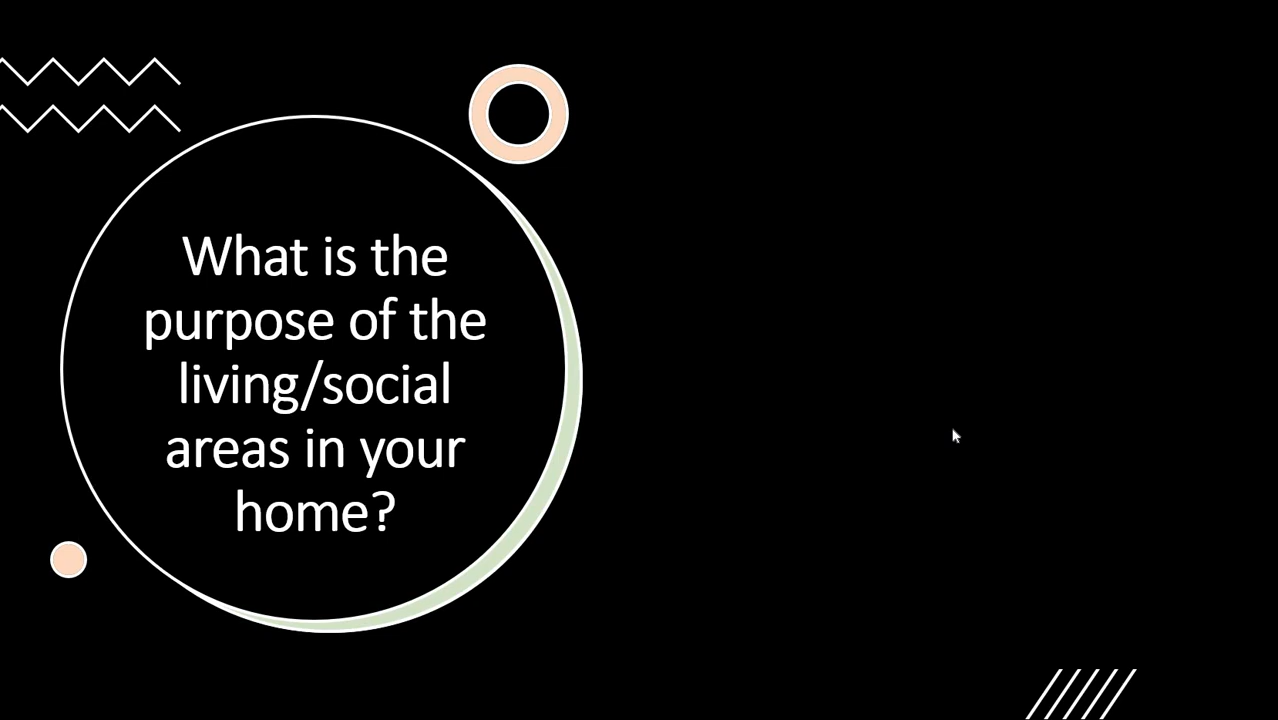 What is the
purpose of the
living/social
areas in your
home?